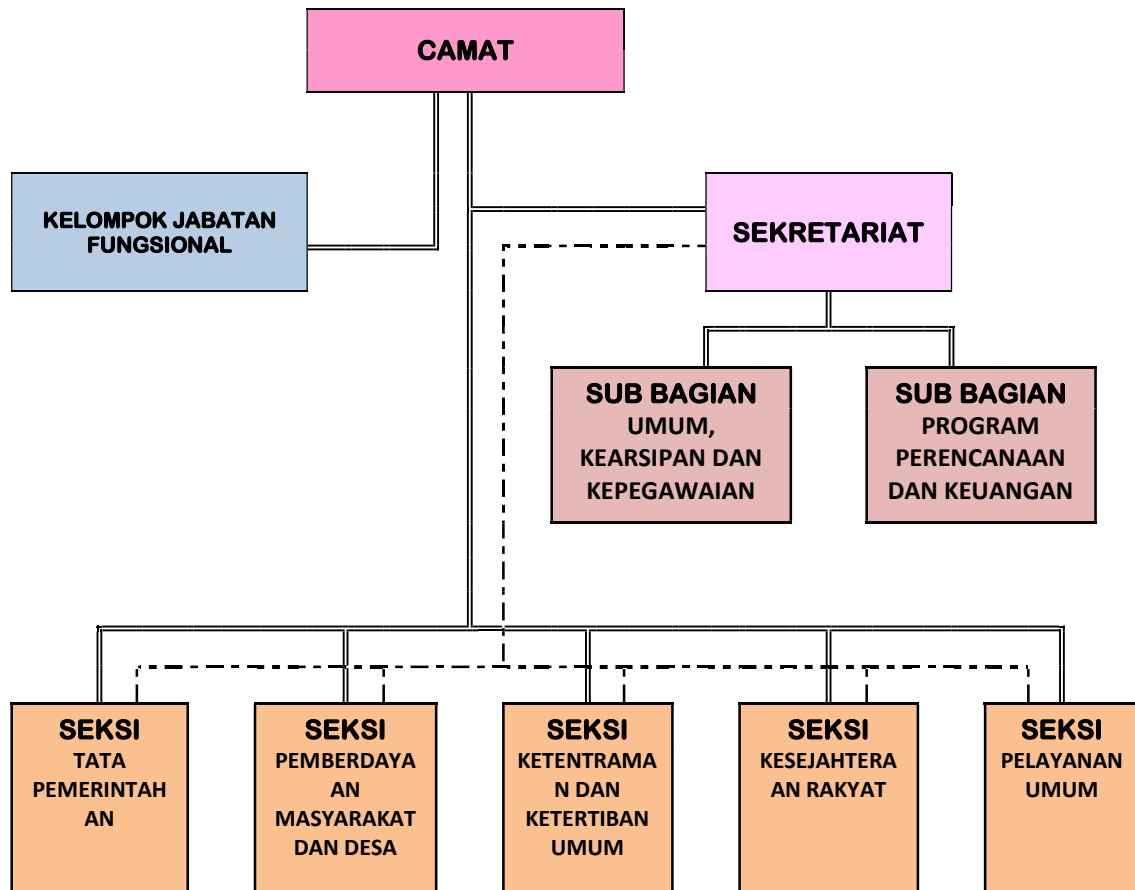 CAMAT
KELOMPOK JABATAN
FUNGSIONAL
SEKRETARIAT
SUB BAGIAN
UMUM,
KEARSIPAN DAN
KEPEGAWAIAN
SUB BAGIAN
PROGRAM
PERENCANAAN
DAN KEUANGAN
SEKSI
TATA
PEMERINTAH
AN
SEKSI
PEMBERDAYA
AN
MASYARAKAT
DAN DESA
SEKSI
KETENTRAMA
N DAN
KETERTIBAN
UMUM
SEKSI
KESEJAHTERA
AN RAKYAT
SEKSI
PELAYANAN
UMUM